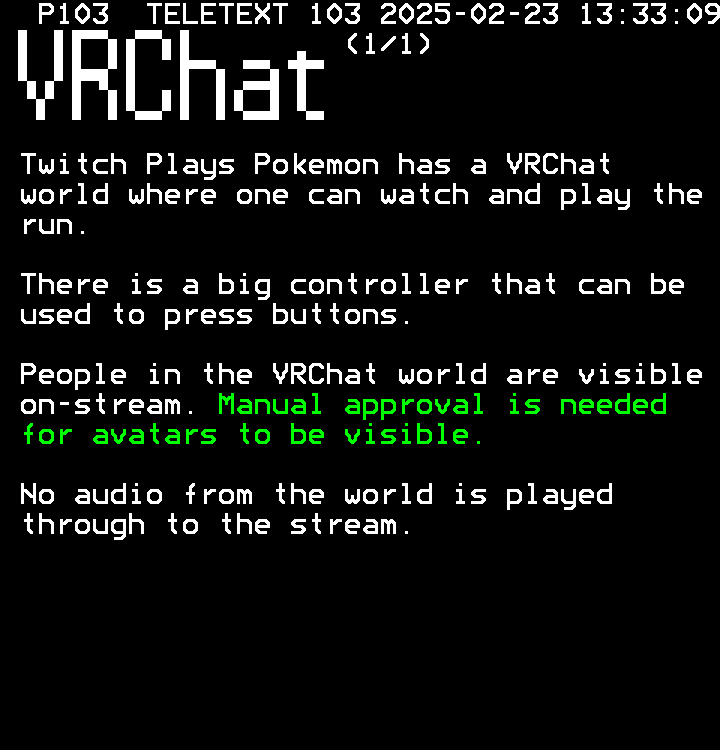 P103 TELETEXT 103 2025-02-23 13:33:09
VRChat (1/1)
Twitch Plays Pokemon has a VRChat
world where one can watch and play the
run.
There is a big controller that can be
used to press buttons.
People in the VRChat world are visible
on-stream. Manual approval is needed
for avatars to be visible.
No audio from the world is played
through to the stream.